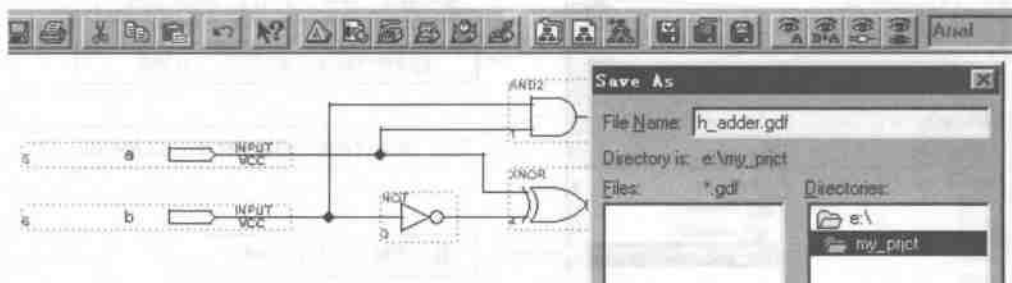 Arial
AND2
1
Save As
File Name: h_adder.gdf
Directory is: e:\my_prjct
Files: *.gdf Directories:
e:\
my_prjct
a INPUT
VCC
XNOR
b INPUT
VCC
NOT